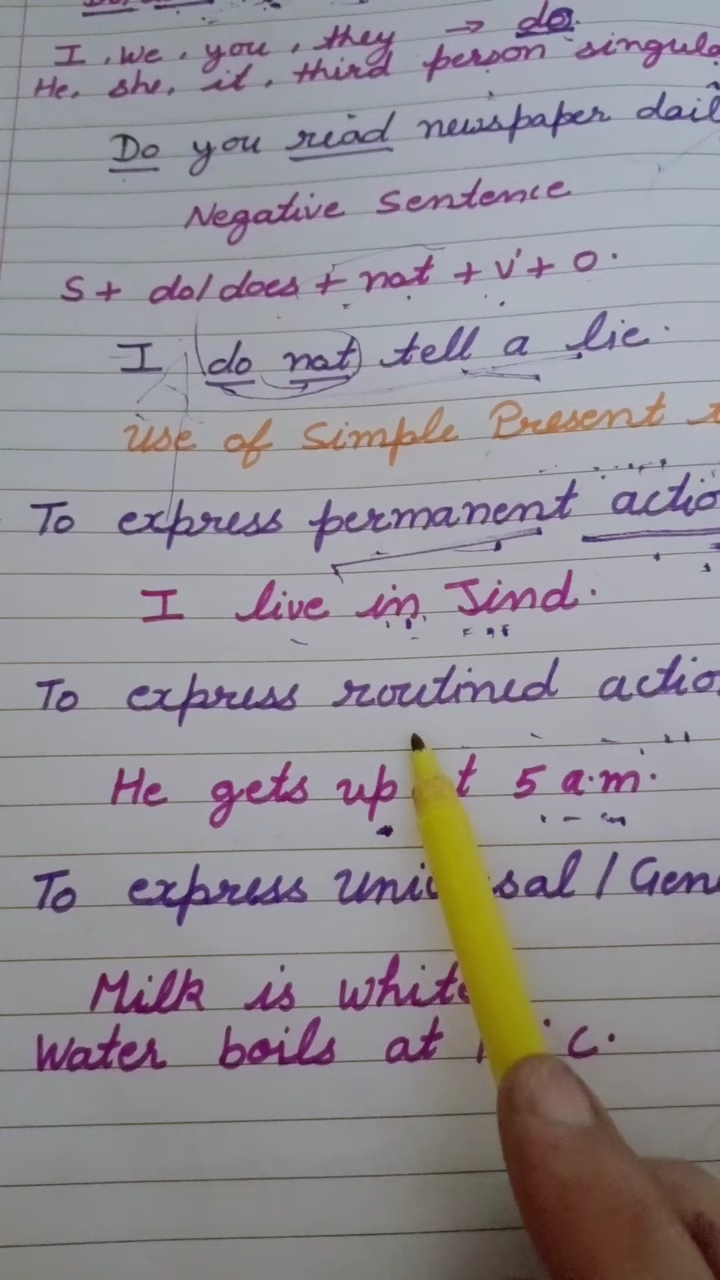 I, we, you, they → do.
He, she, it, third person
Do you read newspaper
Negative Sentence
S + do/does + not + V' + O.
I do not tell a lie.
Use of Simple Present
To express permanent
I live in Jind.
To express routined
He gets up 5 a.m.
To express
Milk is
Water boils at C.